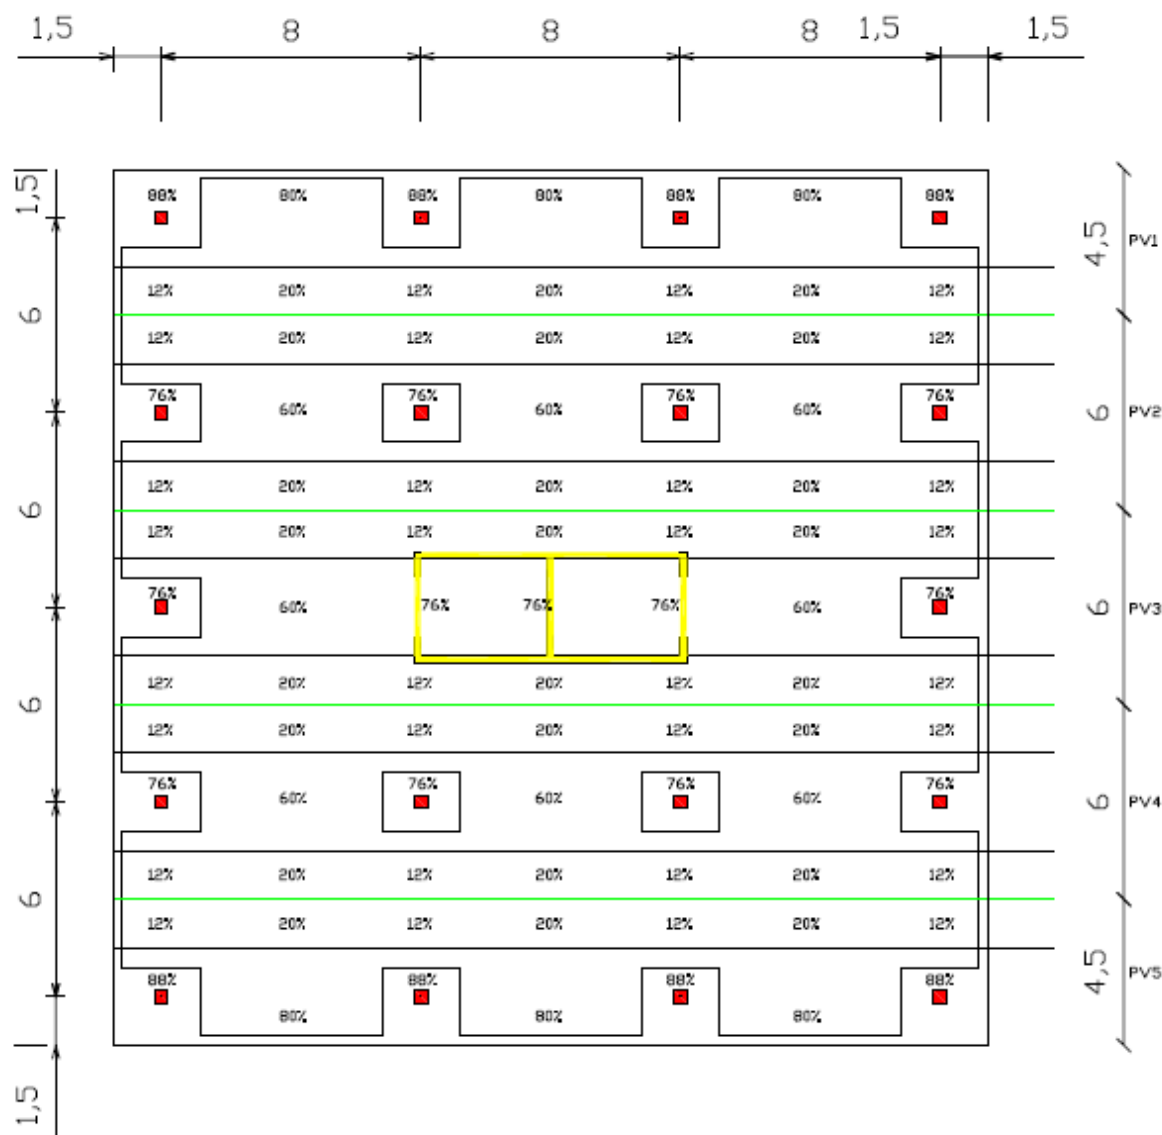 1,5 8 8 8 1,5 1,5
1,5
88% 80% 88% 80% 88% 80% 88%
4,5 PV1
12% 20% 12% 20% 12% 20% 12%
6
12% 20% 12% 20% 12% 20% 12%
76% 60% 76% 60% 76% 60% 76%
6 PV2
12% 20% 12% 20% 12% 20% 12%
6
12% 20% 12% 20% 12% 20% 12%
76% 60% 76% 76% 76% 60% 76%
6 PV3
12% 20% 12% 20% 12% 20% 12%
6
12% 20% 12% 20% 12% 20% 12%
76% 60% 76% 60% 76% 60% 76%
6 PV4
12% 20% 12% 20% 12% 20% 12%
6
12% 20% 12% 20% 12% 20% 12%
4,5 PV5
88% 80% 88% 80% 88% 80% 88%
1,5